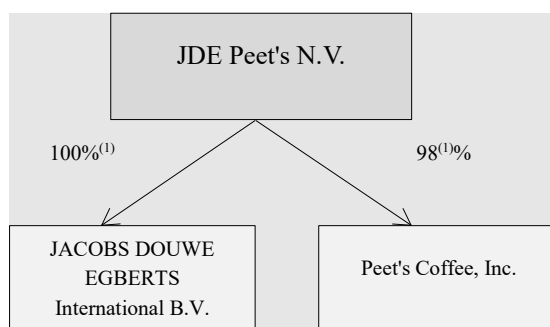 JDE Peet's N.V.
100%(1)
98(1)%
JACOBS DOUWE
EGBERTS
International B.V.
Peet's Coffee, Inc.